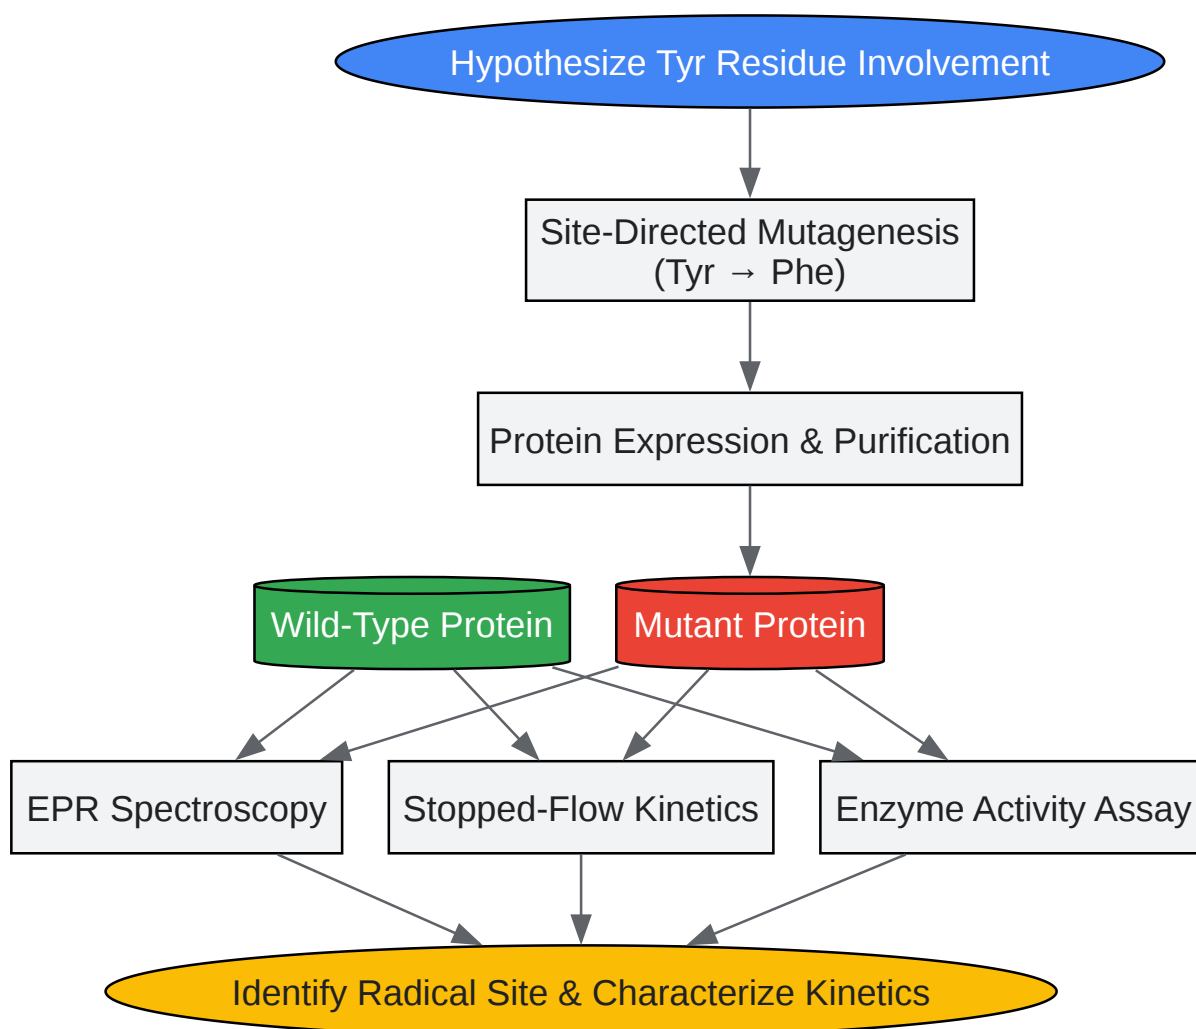 Hypothesize Tyr Residue Involvement
Site-Directed Mutagenesis
(Tyr → Phe)
Protein Expression & Purification
Wild-Type Protein
Mutant Protein
EPR Spectroscopy
Stopped-Flow Kinetics
Enzyme Activity Assay
Identify Radical Site & Characterize Kinetics